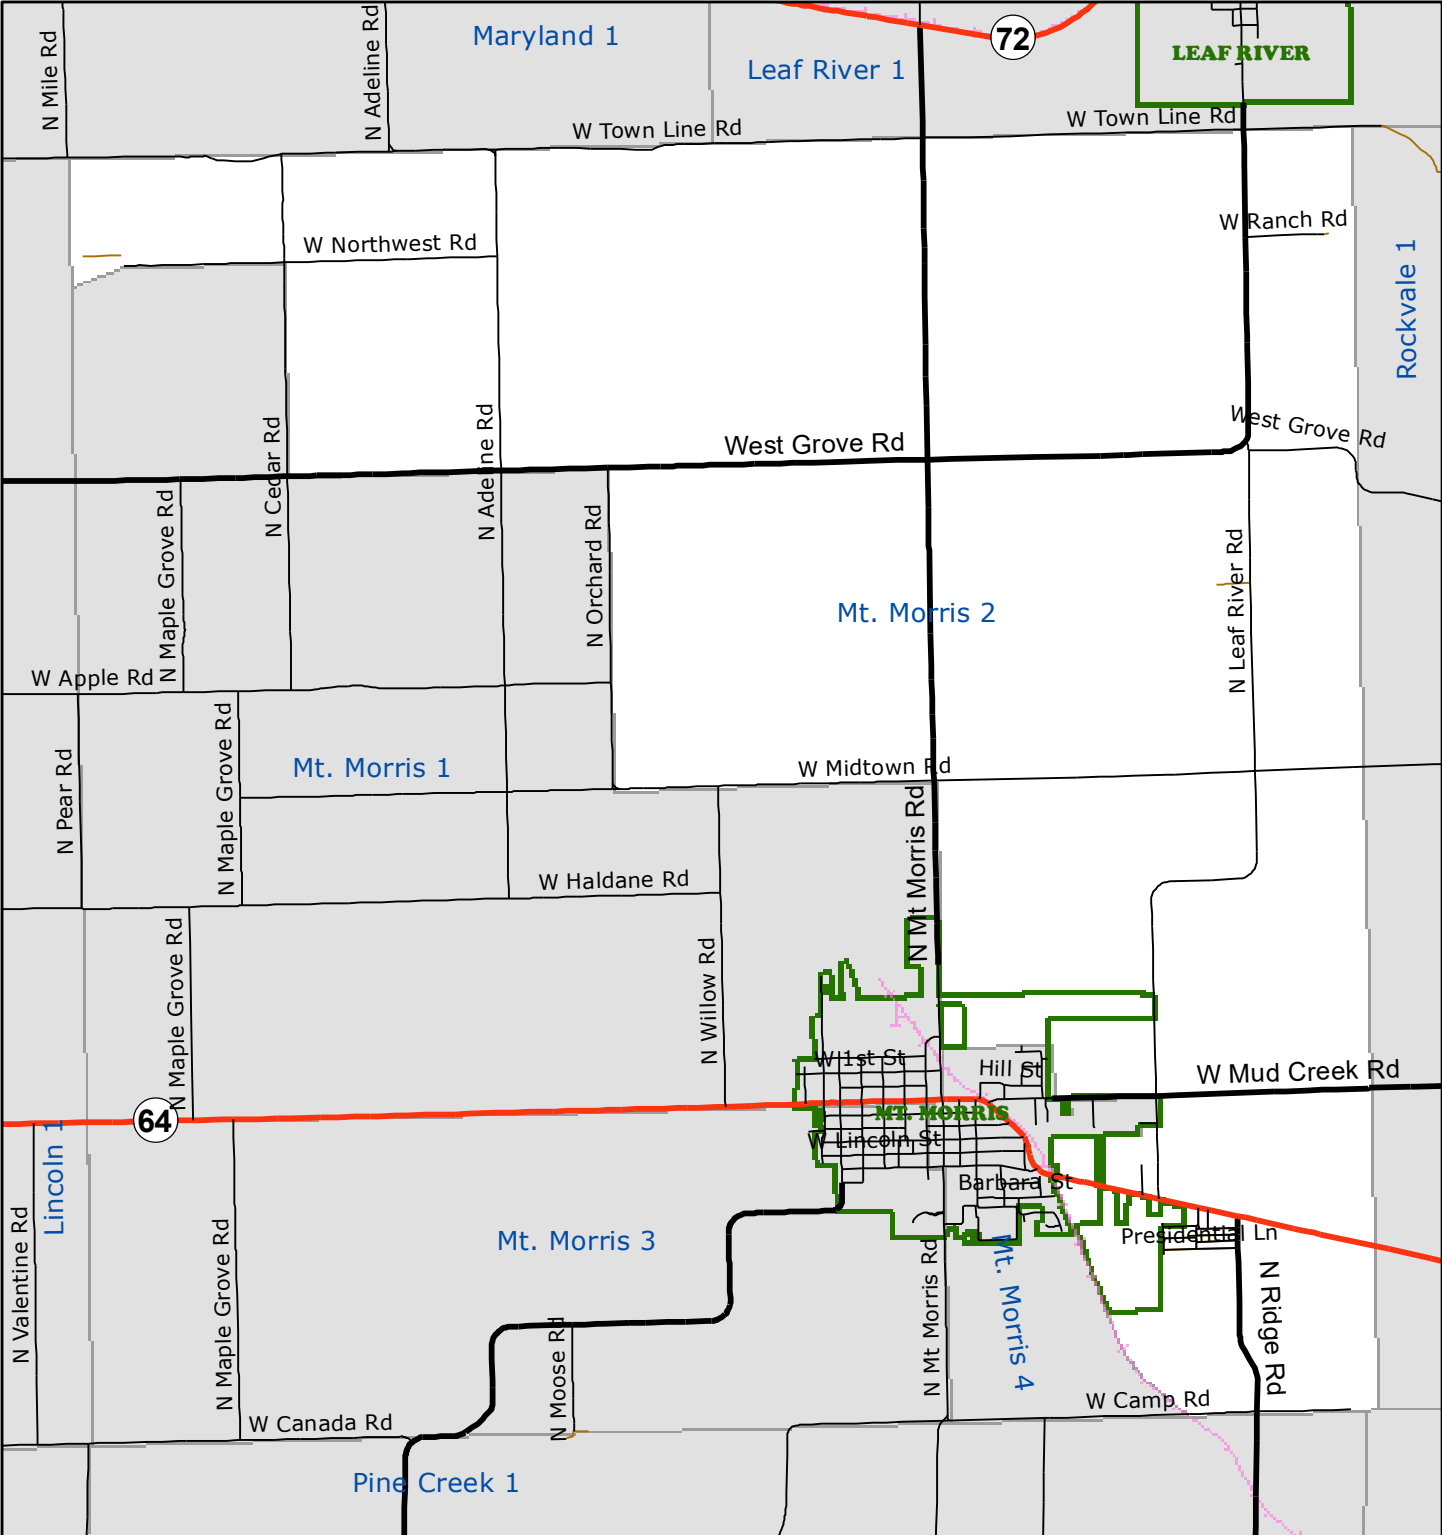 Maryland 1
72
Leaf River 1
LEAF RIVER
N Mile Rd
N Adeline Rd
W Town Line Rd
W Town Line Rd
W Northwest Rd
W Ranch Rd
Rockvale 1
West Grove Rd
West Grove Rd
N Cedar Rd
N Adeline Rd
N Maple Grove Rd
N Orchard Rd
N Leaf River Rd
Mt. Morris 2
W Apple Rd
N Pear Rd
N Maple Grove Rd
Mt. Morris 1
W Midtown Rd
N Mt Morris Rd
W Haldane Rd
N Maple Grove Rd
N Willow Rd
W 1st St
Hill St
W Mud Creek Rd
64
MT. MORRIS
W Lincoln St
Lincoln 1
Barbara St
N Valentine Rd
N Maple Grove Rd
Mt. Morris 3
Presidential Ln
N Mt Morris Rd
Mt. Morris 4
N Ridge Rd
N Moose Rd
W Canada Rd
W Camp Rd
Pine Creek 1